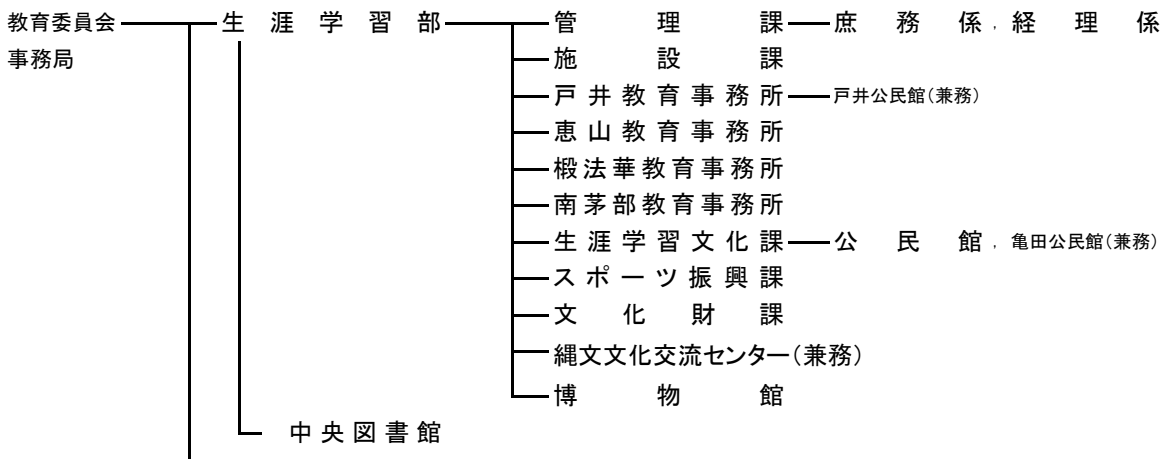 教育委員会 生涯学習部 管理課 庶務係，経理係
事務局 施設課
戸井教育事務所 戸井公民館（兼務）
恵山教育事務所
椴法華教育事務所
南茅部教育事務所
生涯学習文化課 公民館，亀田公民館（兼務）
スポーツ振興課
文化財課
縄文文化交流センター（兼務）
博物館
中央図書館